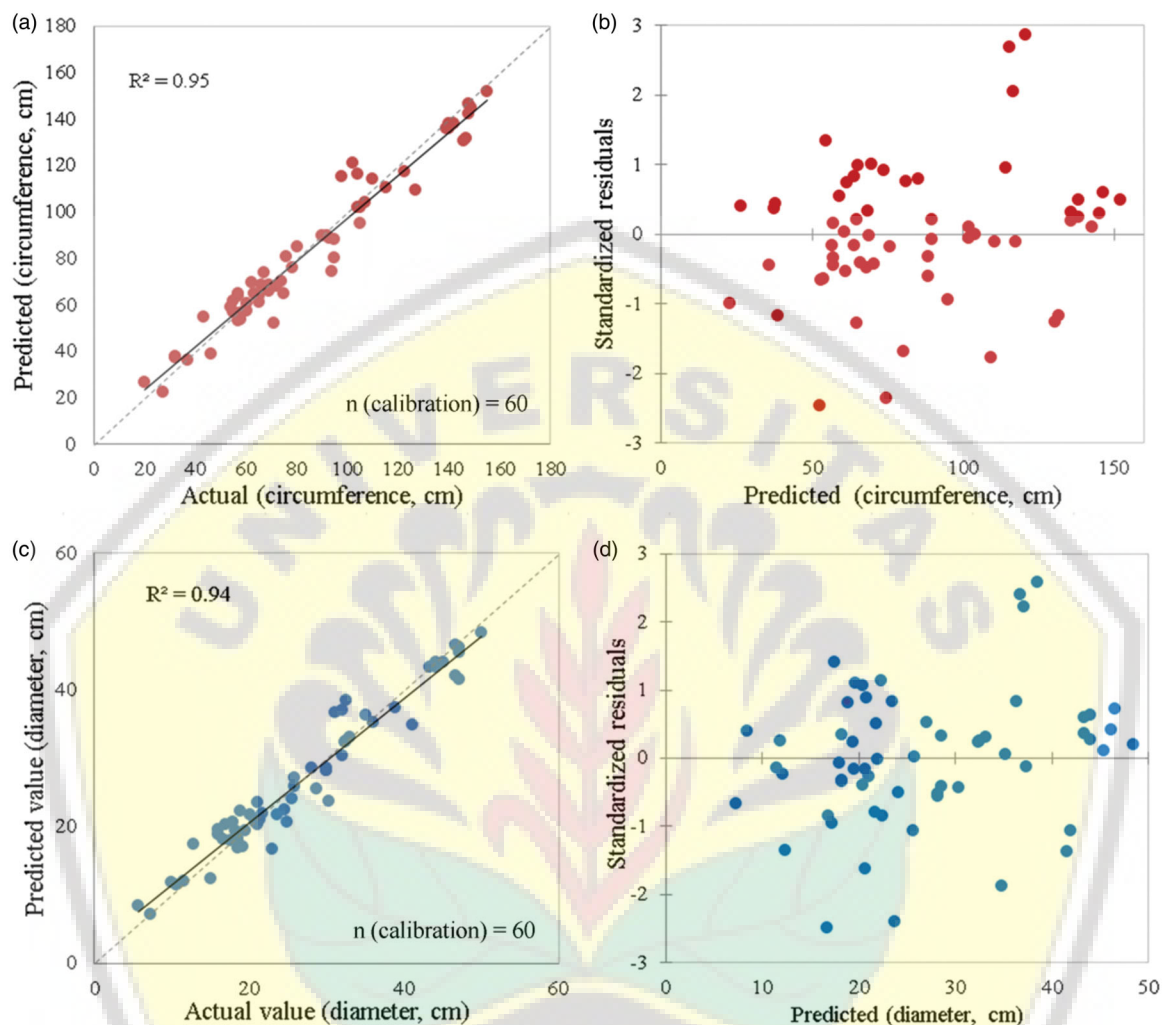 (a)
180
160
140
120
100
80
60
40
20
0
Predicted (circumference, cm)
R² = 0.95
n (calibration) = 60
0 20 40 60 80 100 120 140 160 180
Actual (circumference, cm)
(b)
3
2
1
0
-1
-2
-3
Standardized residuals
0 50 100 150
Predicted (circumference, cm)
UNIVERSITAS
(c)
60
40
20
0
Predicted value (diameter, cm)
R² = 0.94
n (calibration) = 60
0 20 40 60
Actual value (diameter, cm)
(d)
3
2
1
0
-1
-2
-3
Standardized residuals
0 10 20 30 40 50
Predicted (diameter, cm)